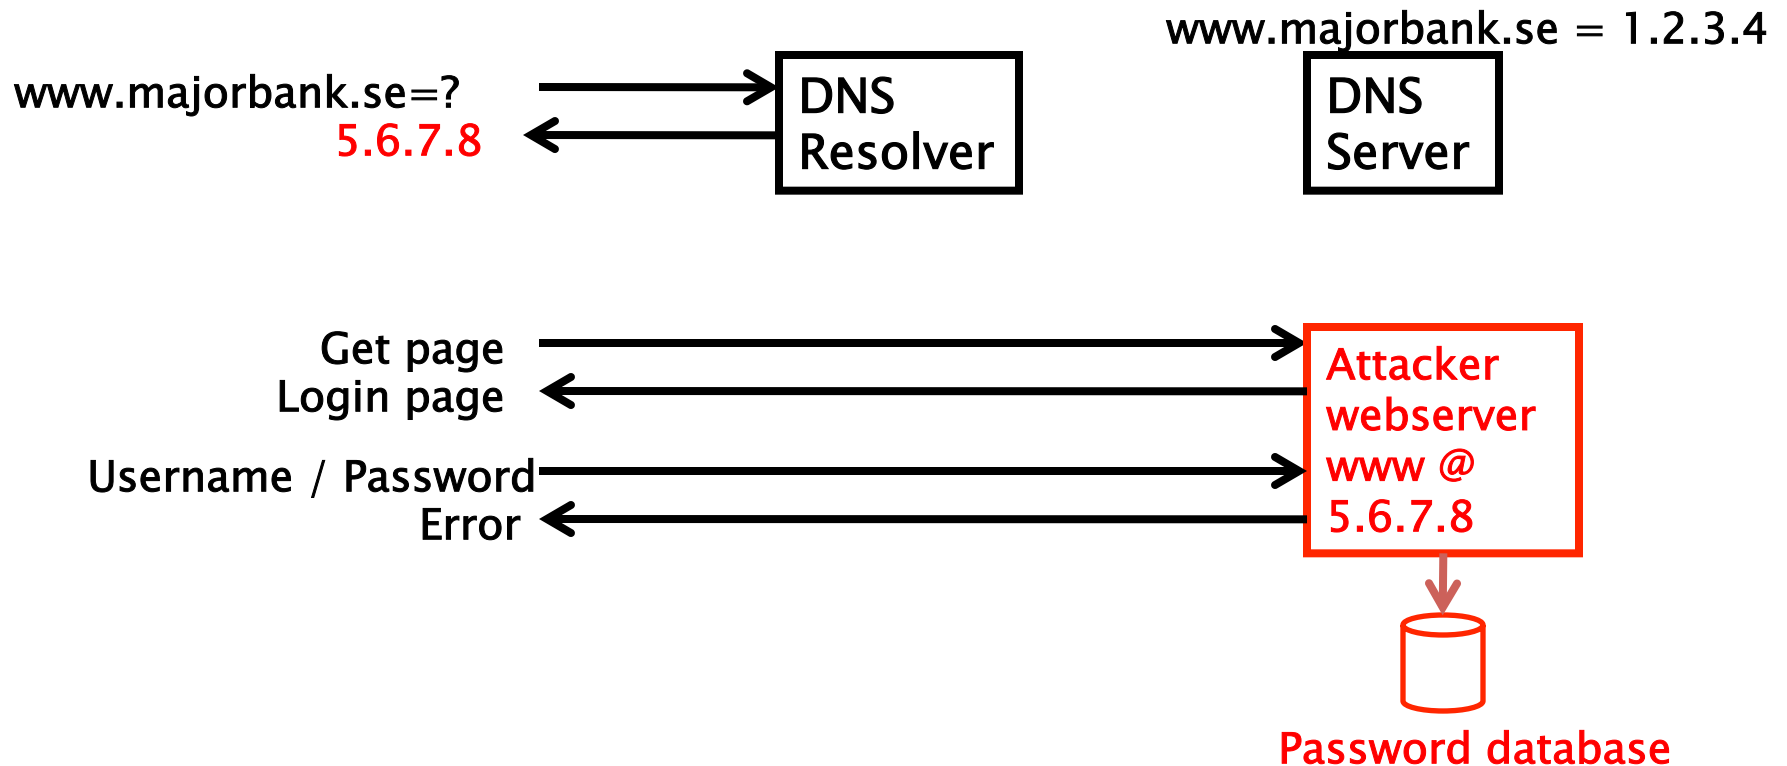 www.majorbank.se = 1.2.3.4
www.majorbank.se=?
5.6.7.8
DNS
Resolver
DNS
Server
Get page
Login page
Username / Password
Error
Attacker
webserver
www @
5.6.7.8
Password database